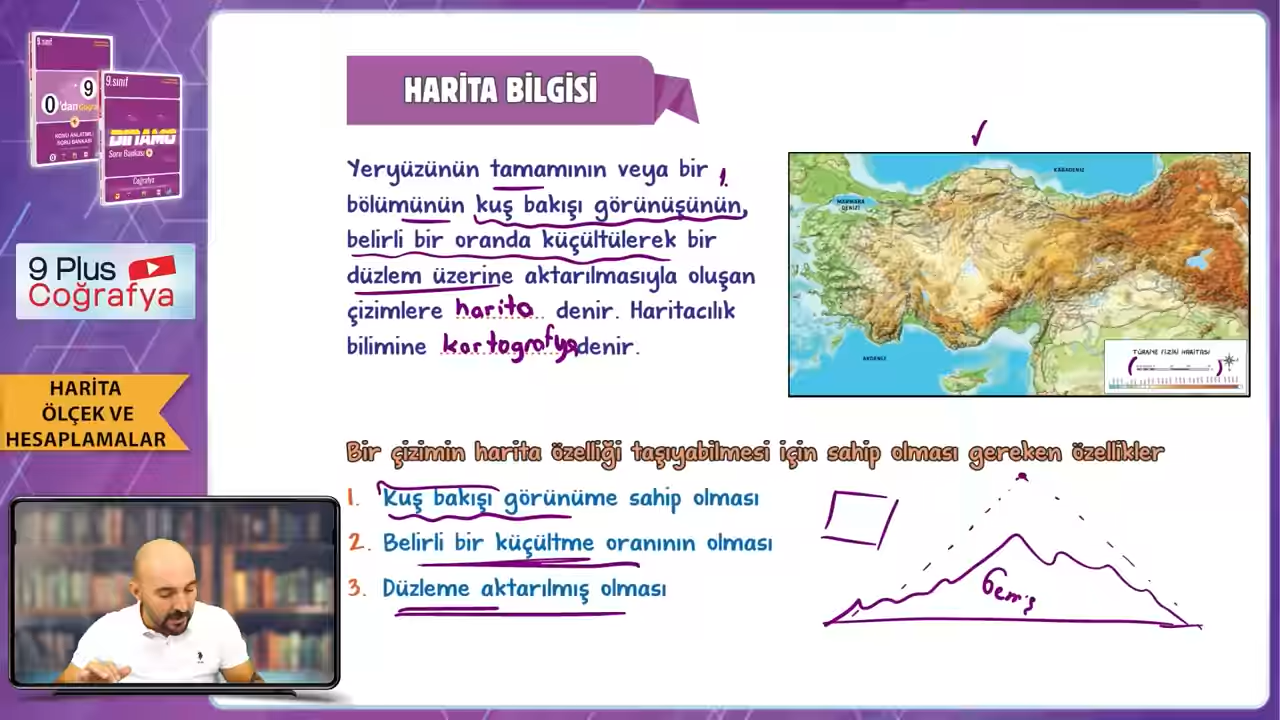 9.sınıf
9
0'dan
9.sınıf
KONU ANLATIMLI
SORU BANKASI
DİNAMO
Soru Bankası
Coğrafya
9 Plus
Coğrafya
HARİTA
ÖLÇEK VE
HESAPLAMALAR
HARİTA BİLGİSİ
Yeryüzünün tamamının veya bir
bölümünün kuş bakışı görünüşünün,
belirli bir oranda küçültülerek bir
düzlem üzerine aktarılmasıyla oluşan
çizimlere harita denir. Haritacılık
bilimine kartografya denir.
1.
KARADENİZ
MARMARA
DENİZİ
AKDENİZ
TÜRKİYE FİZİKİ HARİTASI
Bir çizimin harita özelliği taşıyabilmesi için sahip olması gereken özellikler
1. Kuş bakışı görünüme sahip olması
2. Belirli bir küçültme oranının olması
3. Düzleme aktarılmış olması
Geniş